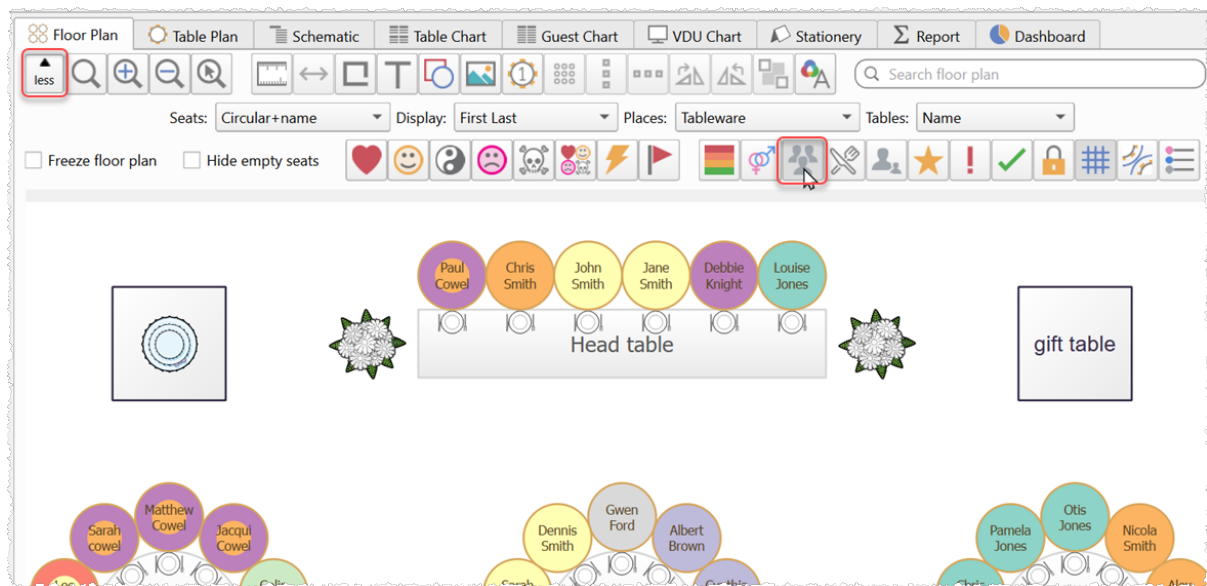 Floor Plan
Table Plan
Schematic
Table Chart
Guest Chart
VDU Chart
Stationery
Report
Dashboard
less
1
Search floor plan
Seats:
Circular+name
Display:
First Last
Places:
Tableware
Tables:
Name
Freeze floor plan
Hide empty seats
Paul
Cowel
Chris
Smith
John
Smith
Jane
Smith
Debbie
Knight
Louise
Jones
Head table
gift table
Matthew
Cowel
Sarah
cowel
Jacqui
Cowel
Gwen
Ford
Dennis
Smith
Albert
Brown
Otis
Jones
Pamela
Jones
Nicola
Smith
Sarah